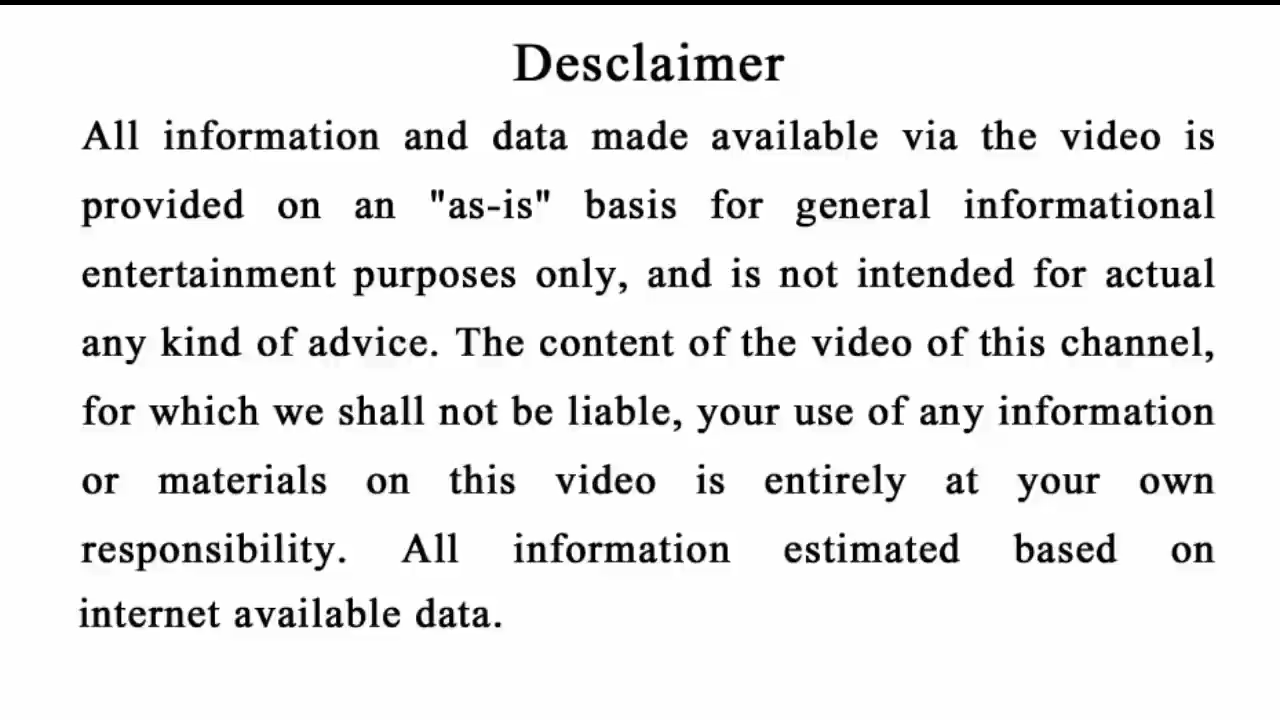 Desclaimer
All information and data made available via the video is
provided on an "as-is" basis for general informational
entertainment purposes only, and is not intended for actual
any kind of advice. The content of the video of this channel,
for which we shall not be liable, your use of any information
or materials on this video is entirely at your own
responsibility. All information estimated based on
internet available data.